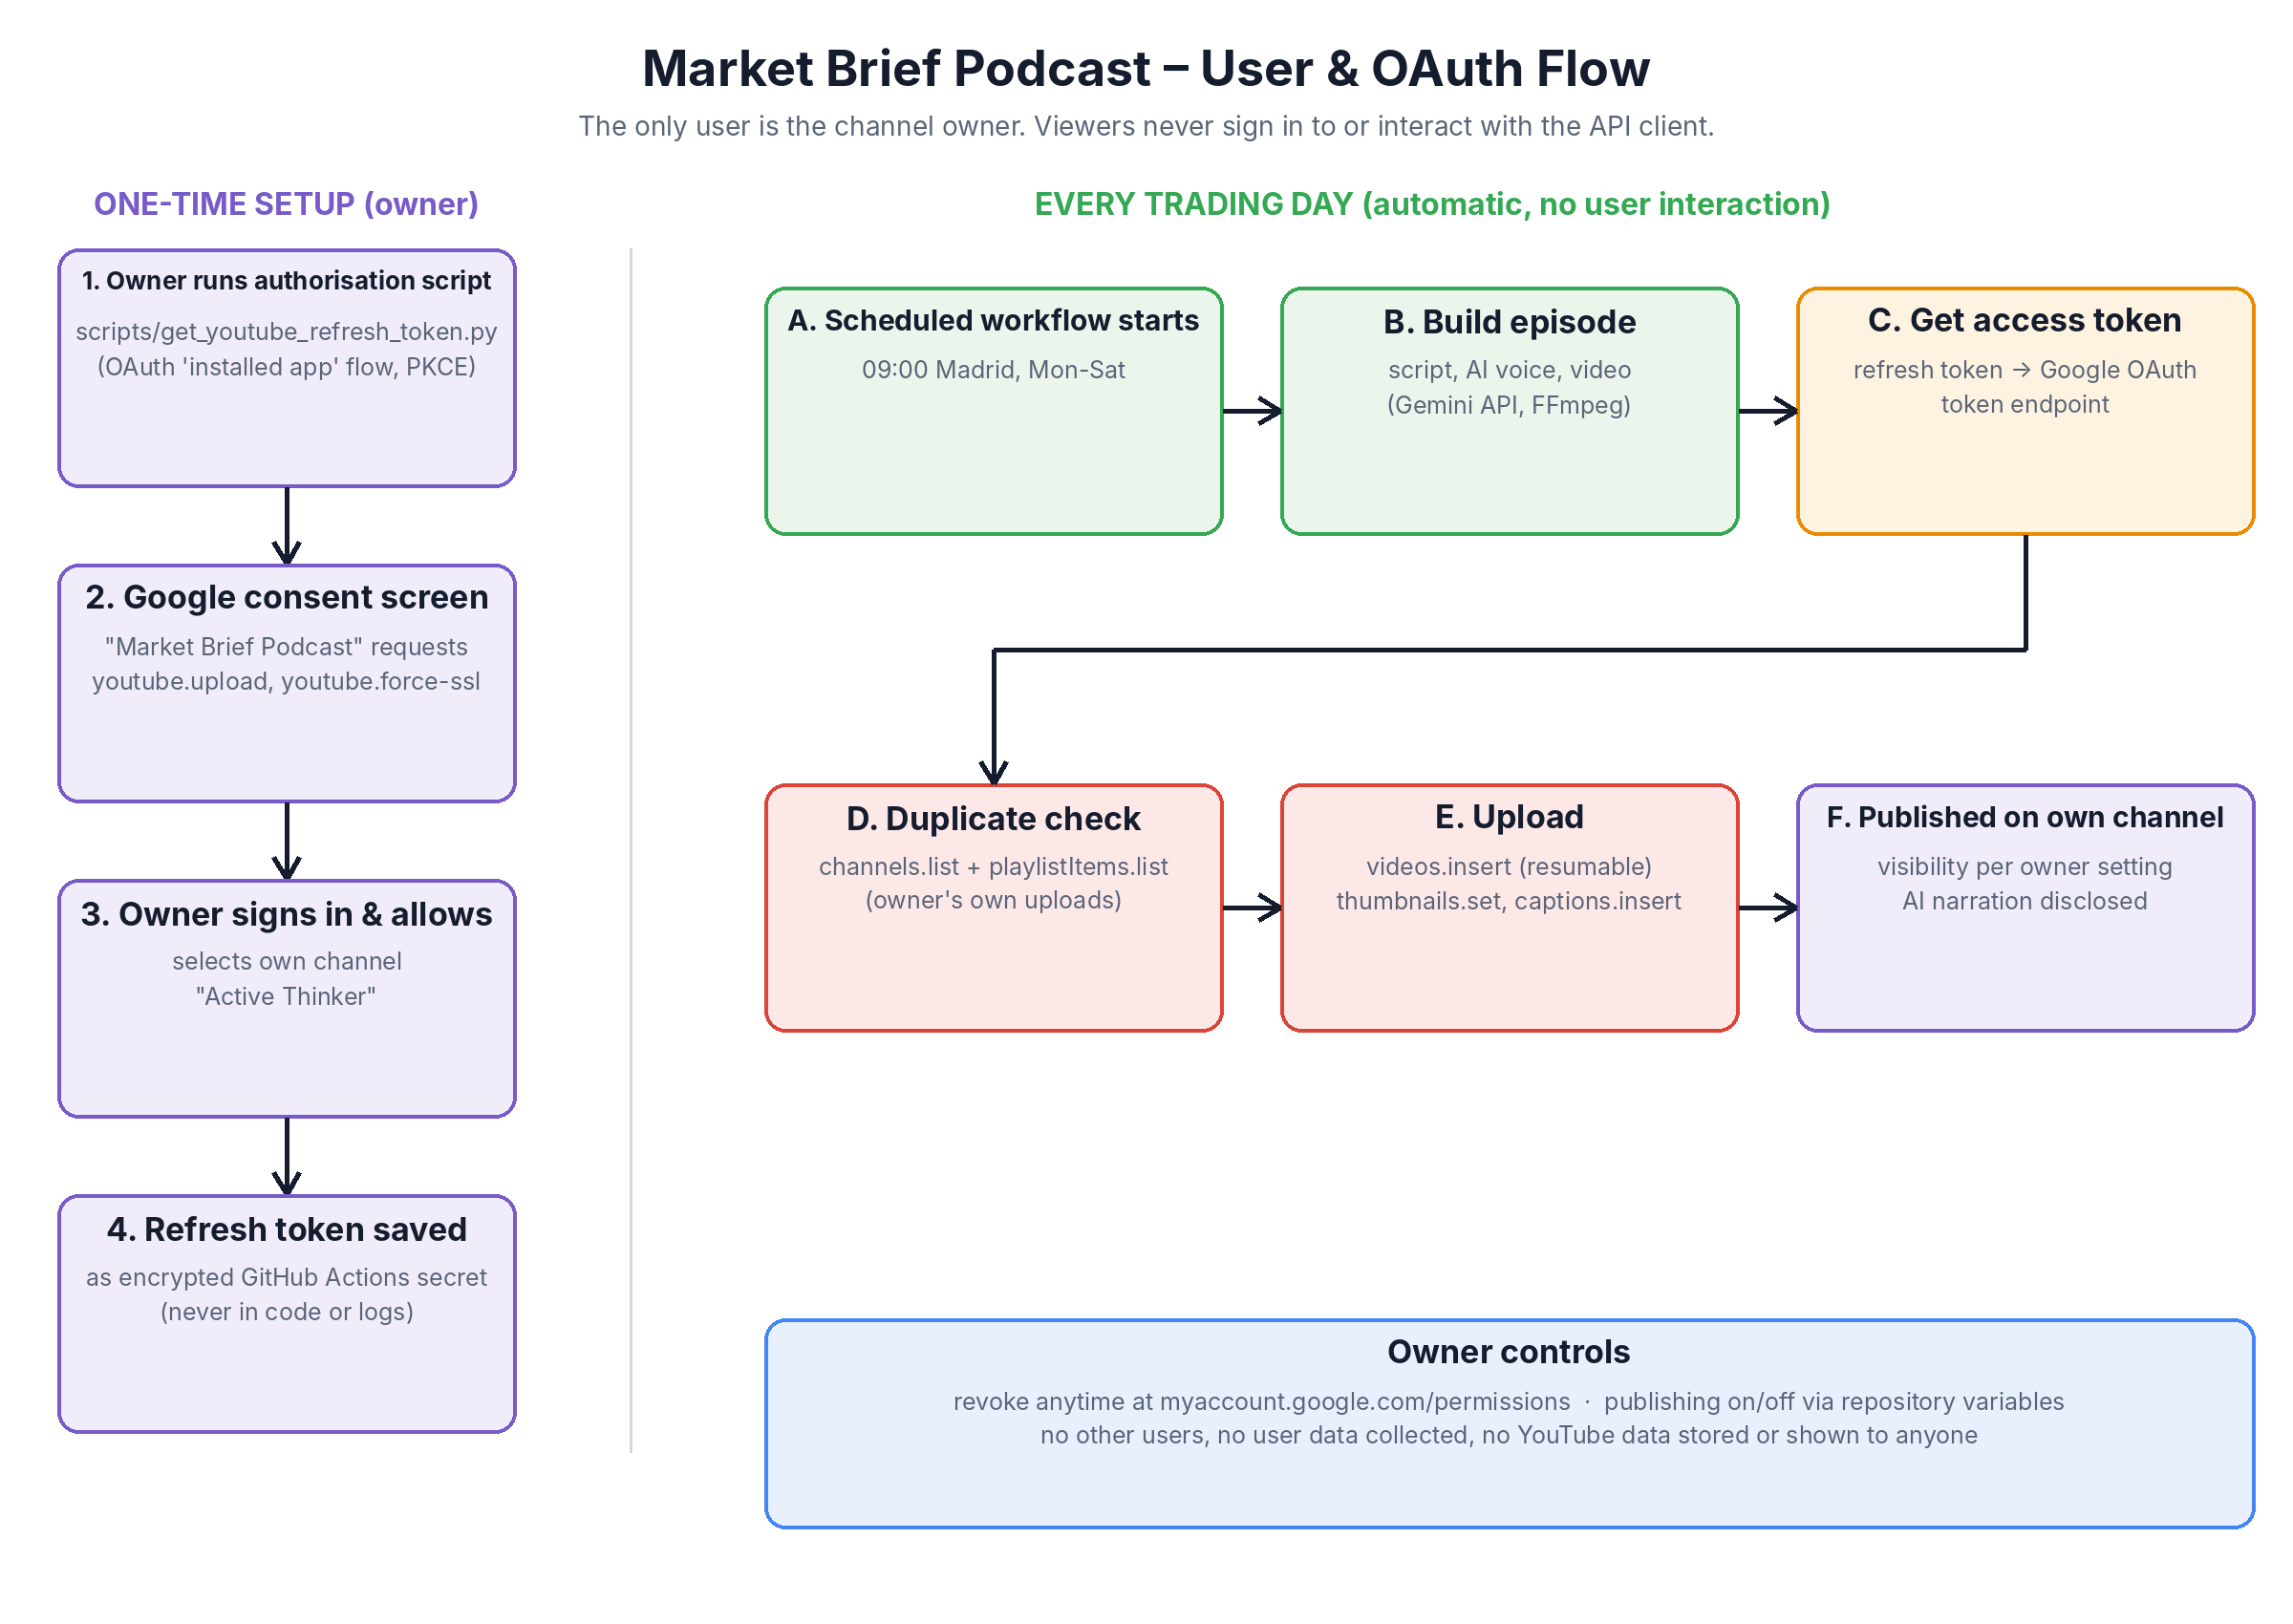 Market Brief Podcast – User & OAuth Flow
The only user is the channel owner. Viewers never sign in to or interact with the API client.
ONE-TIME SETUP (owner)
1. Owner runs authorisation script
scripts/get_youtube_refresh_token.py
(OAuth 'installed app' flow, PKCE)
2. Google consent screen
"Market Brief Podcast" requests
youtube.upload, youtube.force-ssl
3. Owner signs in & allows
selects own channel
"Active Thinker"
4. Refresh token saved
as encrypted GitHub Actions secret
(never in code or logs)
EVERY TRADING DAY (automatic, no user interaction)
A. Scheduled workflow starts
09:00 Madrid, Mon-Sat
B. Build episode
script, AI voice, video
(Gemini API, FFmpeg)
C. Get access token
refresh token → Google OAuth
token endpoint
D. Duplicate check
channels.list + playlistItems.list
(owner's own uploads)
E. Upload
videos.insert (resumable)
thumbnails.set, captions.insert
F. Published on own channel
visibility per owner setting
AI narration disclosed
Owner controls
revoke anytime at myaccount.google.com/permissions · publishing on/off via repository variables
no other users, no user data collected, no YouTube data stored or shown to anyone